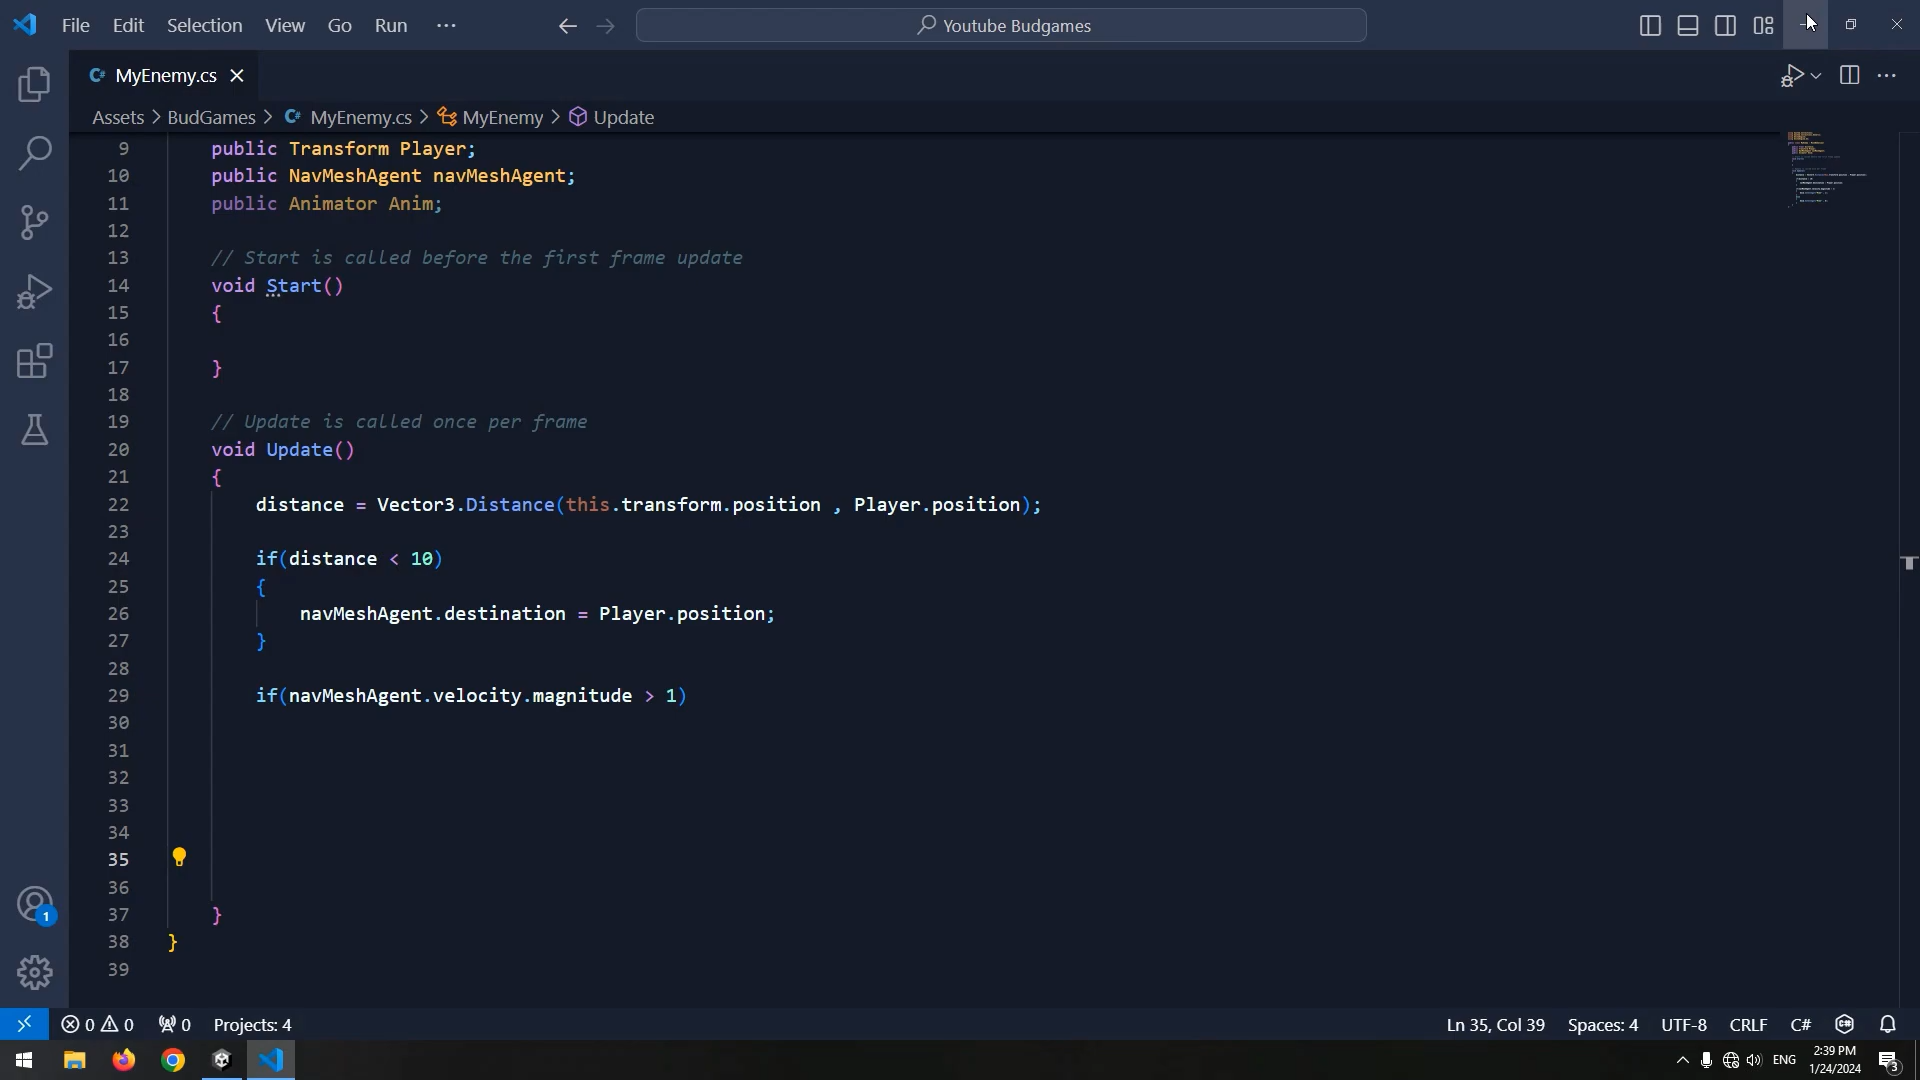 File Edit Selection View Go Run ···
Youtube Budgames
MyEnemy.cs
Assets > BudGames > MyEnemy.cs > MyEnemy > Update
9 public Transform Player;
10 public NavMeshAgent navMeshAgent;
11 public Animator Anim;
12
13 // Start is called before the first frame update
14 void Start()
15 {
16
17 }
18
19 // Update is called once per frame
20 void Update()
21 {
22 distance = Vector3.Distance(this.transform.position , Player.position);
23
24 if(distance < 10)
25 {
26 navMeshAgent.destination = Player.position;
27 }
28
29 if(navMeshAgent.velocity.magnitude > 1)
30
31
32
33
34
35
36
37 }
38 }
39
1
0 0 0 Projects: 4 Ln 35, Col 39 Spaces: 4 UTF-8 CRLF C#
ENG 2:39 PM
1/24/2024
3